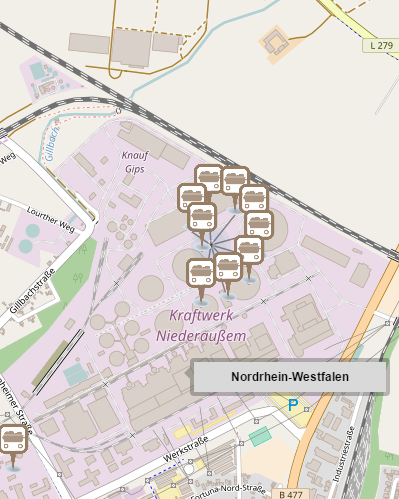 L 279
Gillbach
Knauf
Gips
Weg
Lourther Weg
Gillbachstraße
Kraftwerk
Niederaußem
Nordrhein-Westfalen
P
heimer Straße
Werkstraße
Industriestraße
B 477
Fortuna-Nord-Straße